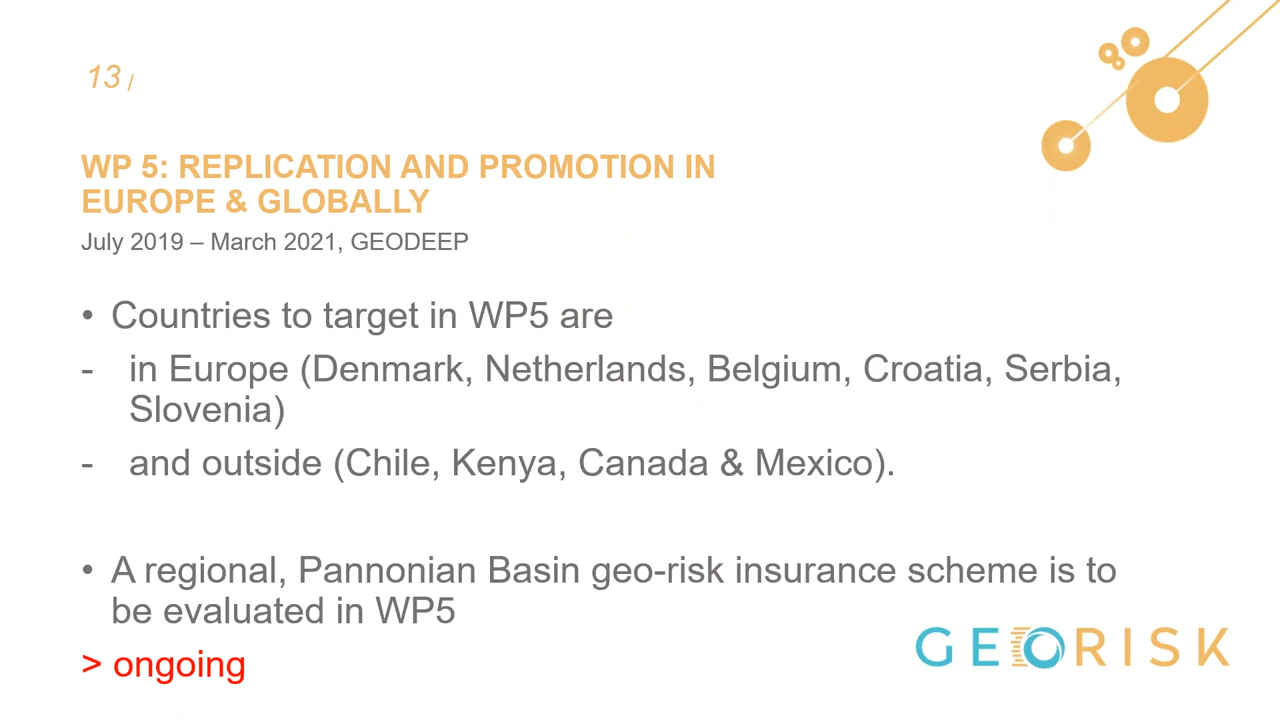 13 /
WP 5: REPLICATION AND PROMOTION IN
EUROPE & GLOBALLY
July 2019 – March 2021, GEODEEP
• Countries to target in WP5 are
- in Europe (Denmark, Netherlands, Belgium, Croatia, Serbia,
Slovenia)
- and outside (Chile, Kenya, Canada & Mexico).
• A regional, Pannonian Basin geo-risk insurance scheme is to
be evaluated in WP5
> ongoing
GEORISK